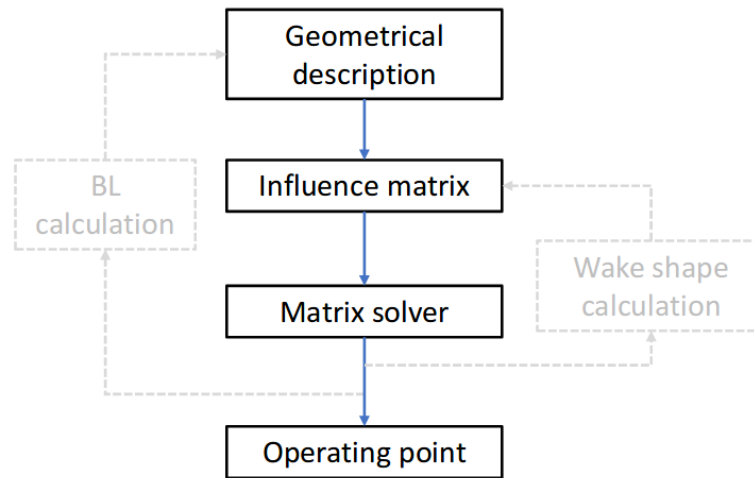 Geometrical
description
BL
calculation
Influence matrix
Wake shape
calculation
Matrix solver
Operating point